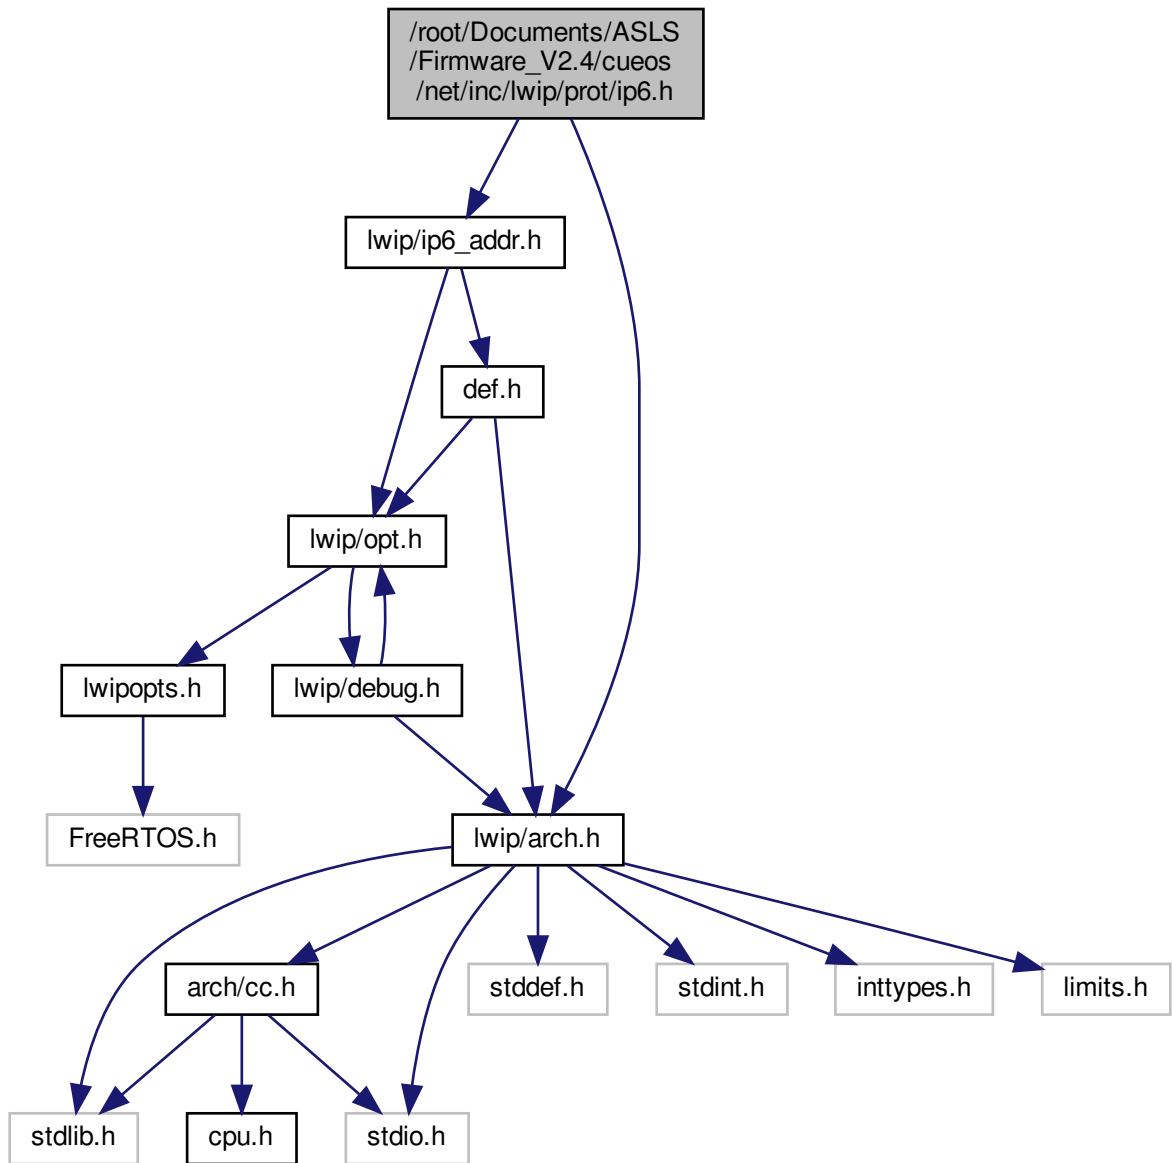 /root/Documents/ASLS
/Firmware_V2.4/cueos
/net/inc/lwip/prot/ip6.h
lwip/ip6_addr.h
def.h
lwip/opt.h
lwipopts.h
lwip/debug.h
FreeRTOS.h
lwip/arch.h
arch/cc.h
stddef.h
stdint.h
inttypes.h
limits.h
stdlib.h
cpu.h
stdio.h